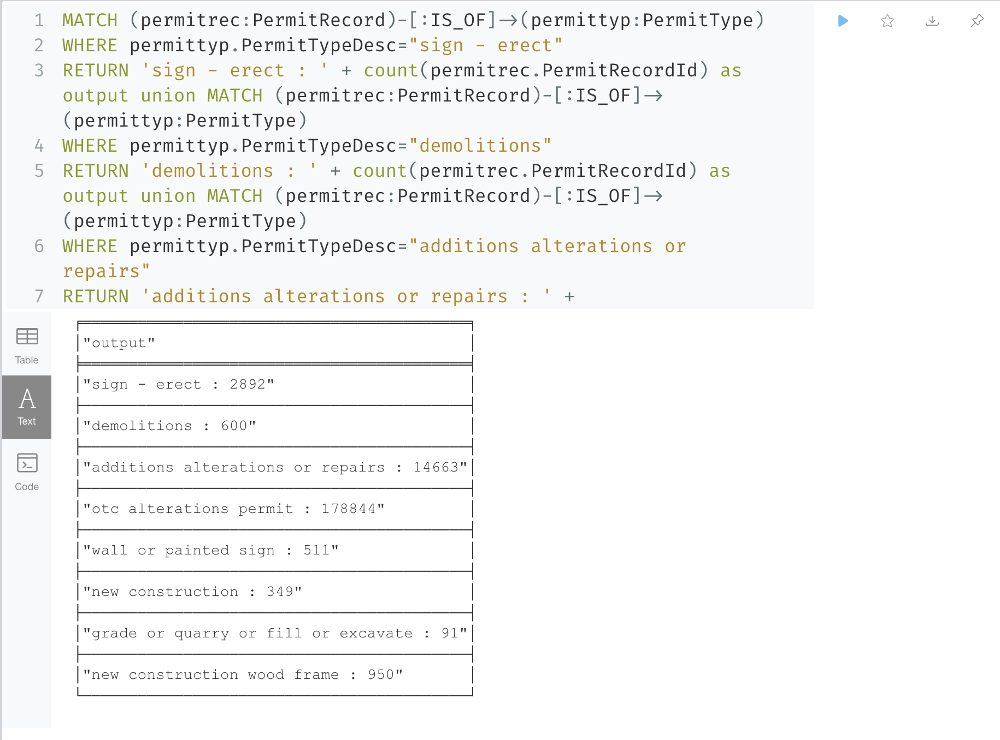 1 MATCH (permitrec:PermitRecord)-[:IS_OF]→(permittyp:PermitType)
2 WHERE permittyp.PermitTypeDesc="sign - erect"
3 RETURN 'sign - erect : ' + count(permitrec.PermitRecordId) as
output union MATCH (permitrec:PermitRecord)-[:IS_OF]→
(permittyp:PermitType)
4 WHERE permittyp.PermitTypeDesc="demolitions"
5 RETURN 'demolitions : ' + count(permitrec.PermitRecordId) as
output union MATCH (permitrec:PermitRecord)-[:IS_OF]→
(permittyp:PermitType)
6 WHERE permittyp.PermitTypeDesc="additions alterations or
repairs"
7 RETURN 'additions alterations or repairs : ' +
Table
Text
Code
"output"
"sign - erect : 2892"
"demolitions : 600"
"additions alterations or repairs : 14663"
"otc alterations permit : 178844"
"wall or painted sign : 511"
"new construction : 349"
"grade or quarry or fill or excavate : 91"
"new construction wood frame : 950"